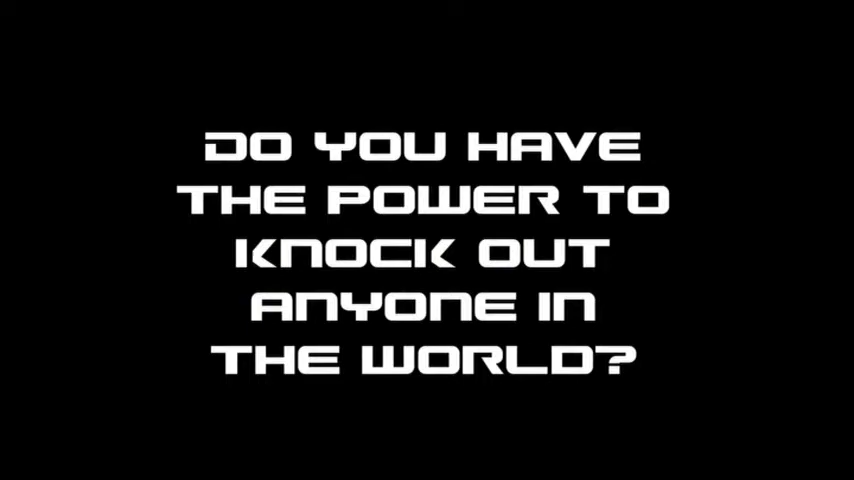 DO YOU HAVE
THE POWER TO
KNOCK OUT
ANYONE IN
THE WORLD?